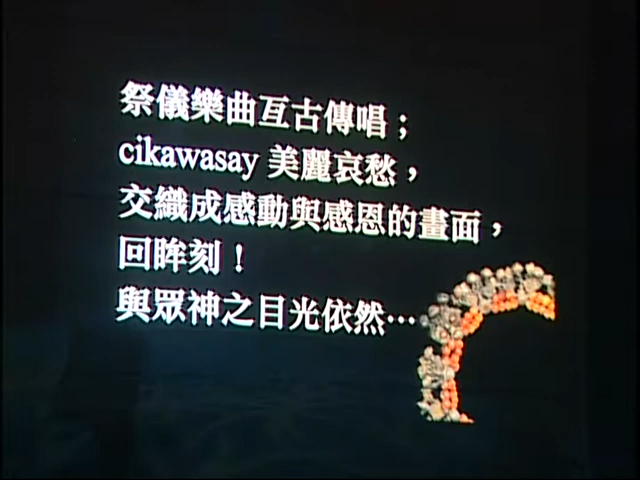 祭儀樂曲亙古傳唱；
cikawasay 美麗哀愁，
交織成感動與感恩的畫面，
回眸刻！
與眾神之目光依然…